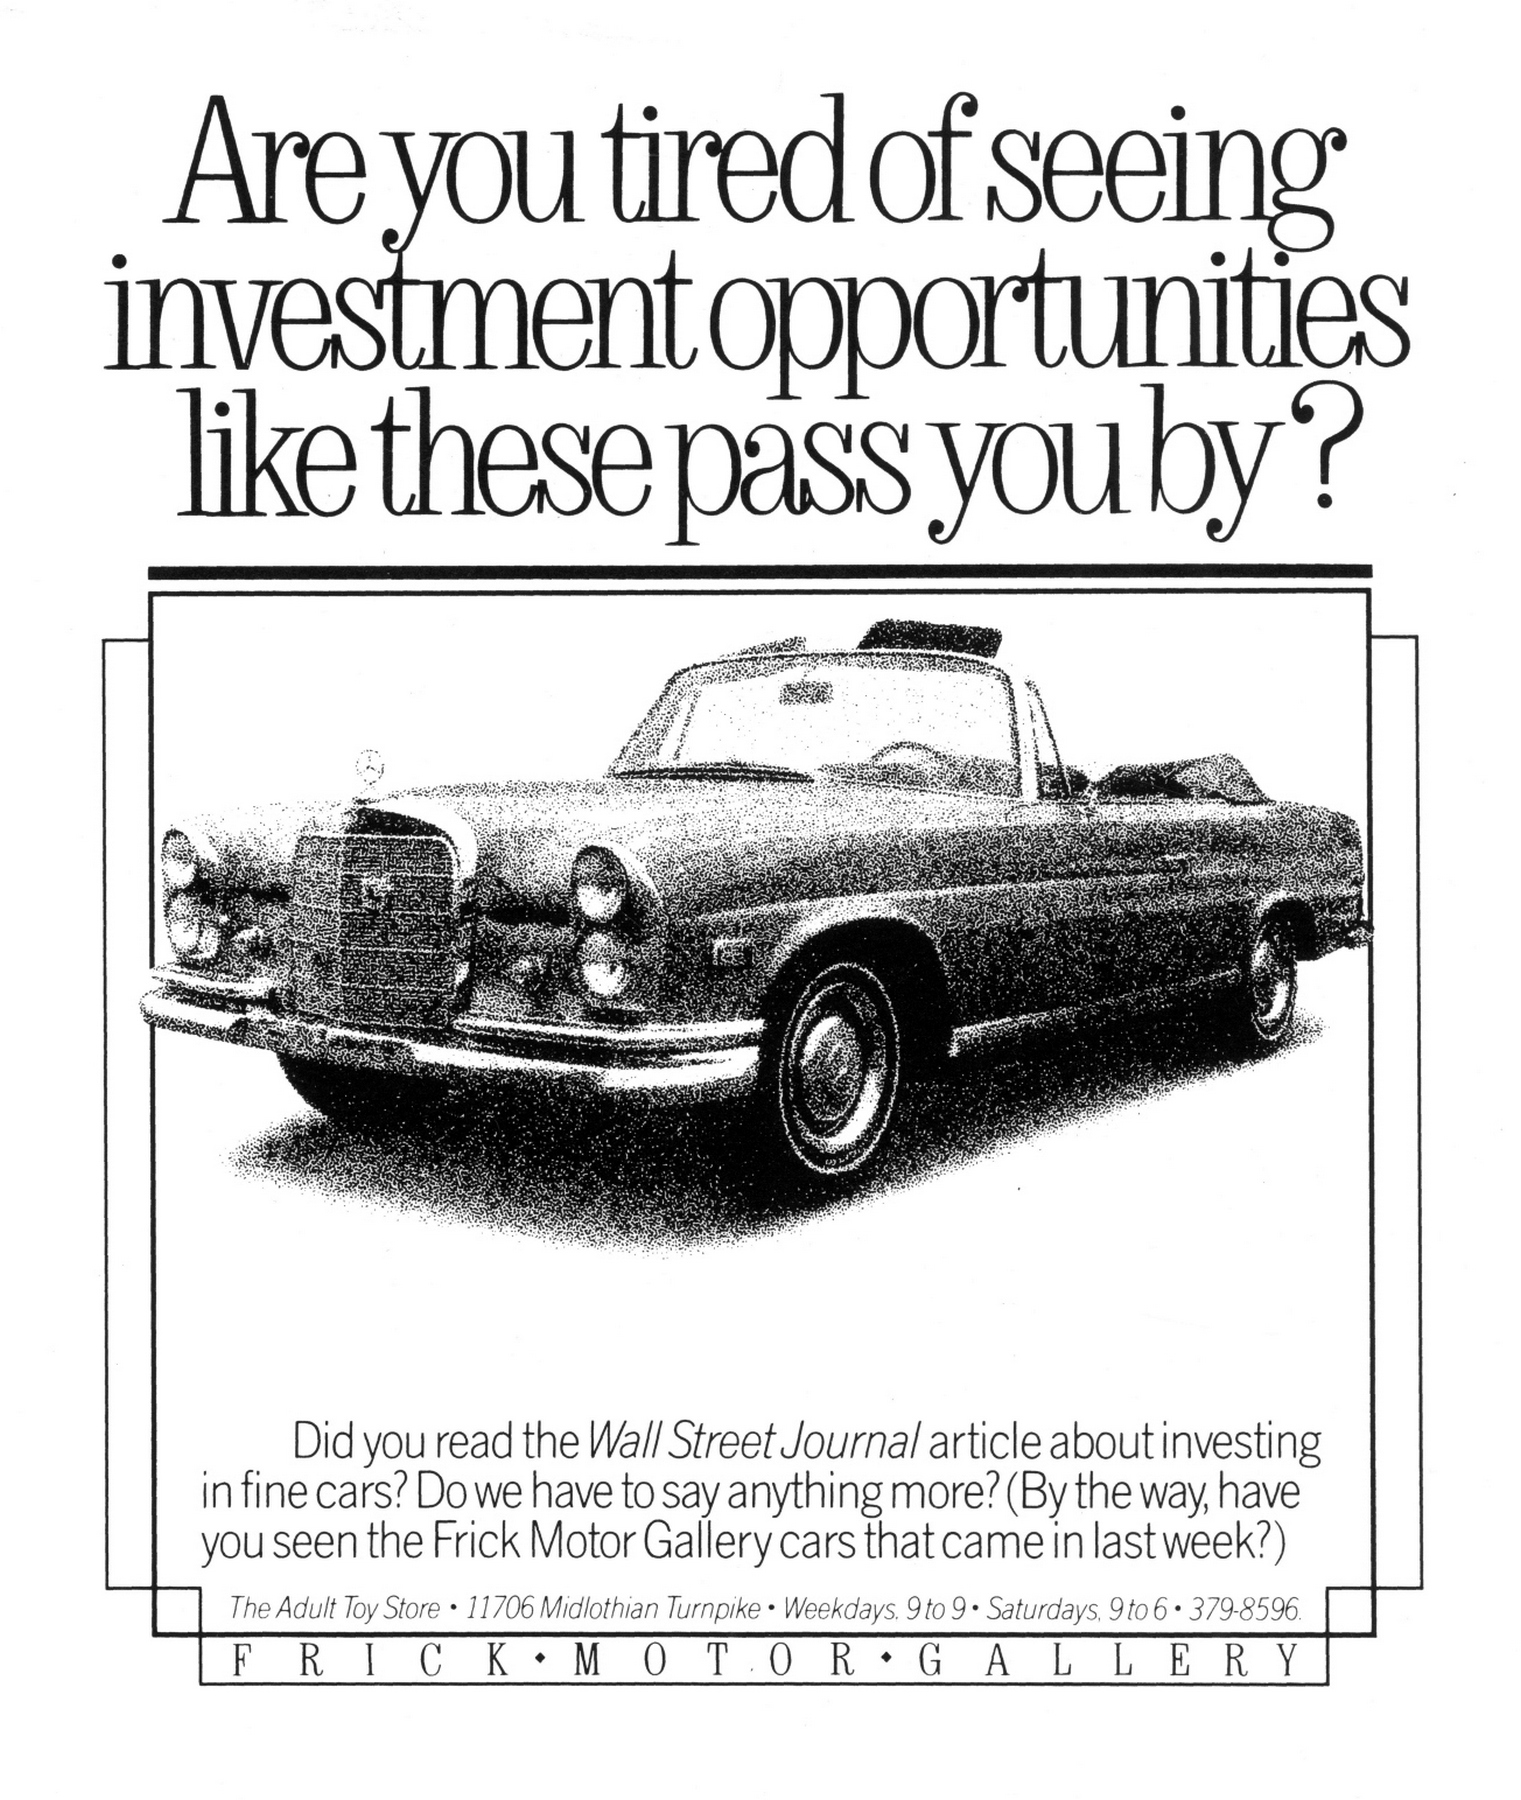 Are you tired of seeing
investment opportunities
like these pass you by?
Did you read the Wall Street Journal article about investing
in fine cars? Do we have to say anything more? (By the way, have
you seen the Frick Motor Gallery cars that came in last week?)
The Adult Toy Store • 11706 Midlothian Turnpike • Weekdays, 9 to 9 • Saturdays, 9 to 6 • 379-8596.
FRICK • MOTOR • GALLERY